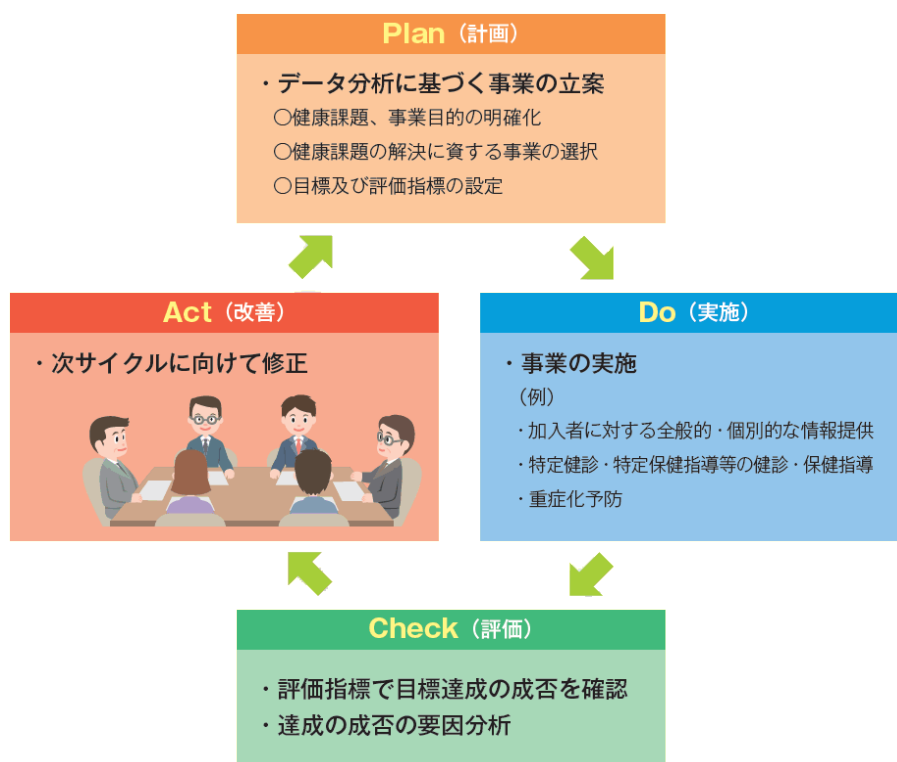 Plan（計画）
・データ分析に基づく事業の立案
〇健康課題、事業目的の明確化
〇健康課題の解決に資する事業の選択
〇目標及び評価指標の設定
Do（実施）
・事業の実施
（例）
・加入者に対する全般的・個別的な情報提供
・特定健診・特定保健指導等の健診・保健指導
・重症化予防
Check（評価）
・評価指標で目標達成の成否を確認
・達成の成否の要因分析
Act（改善）
・次サイクルに向けて修正